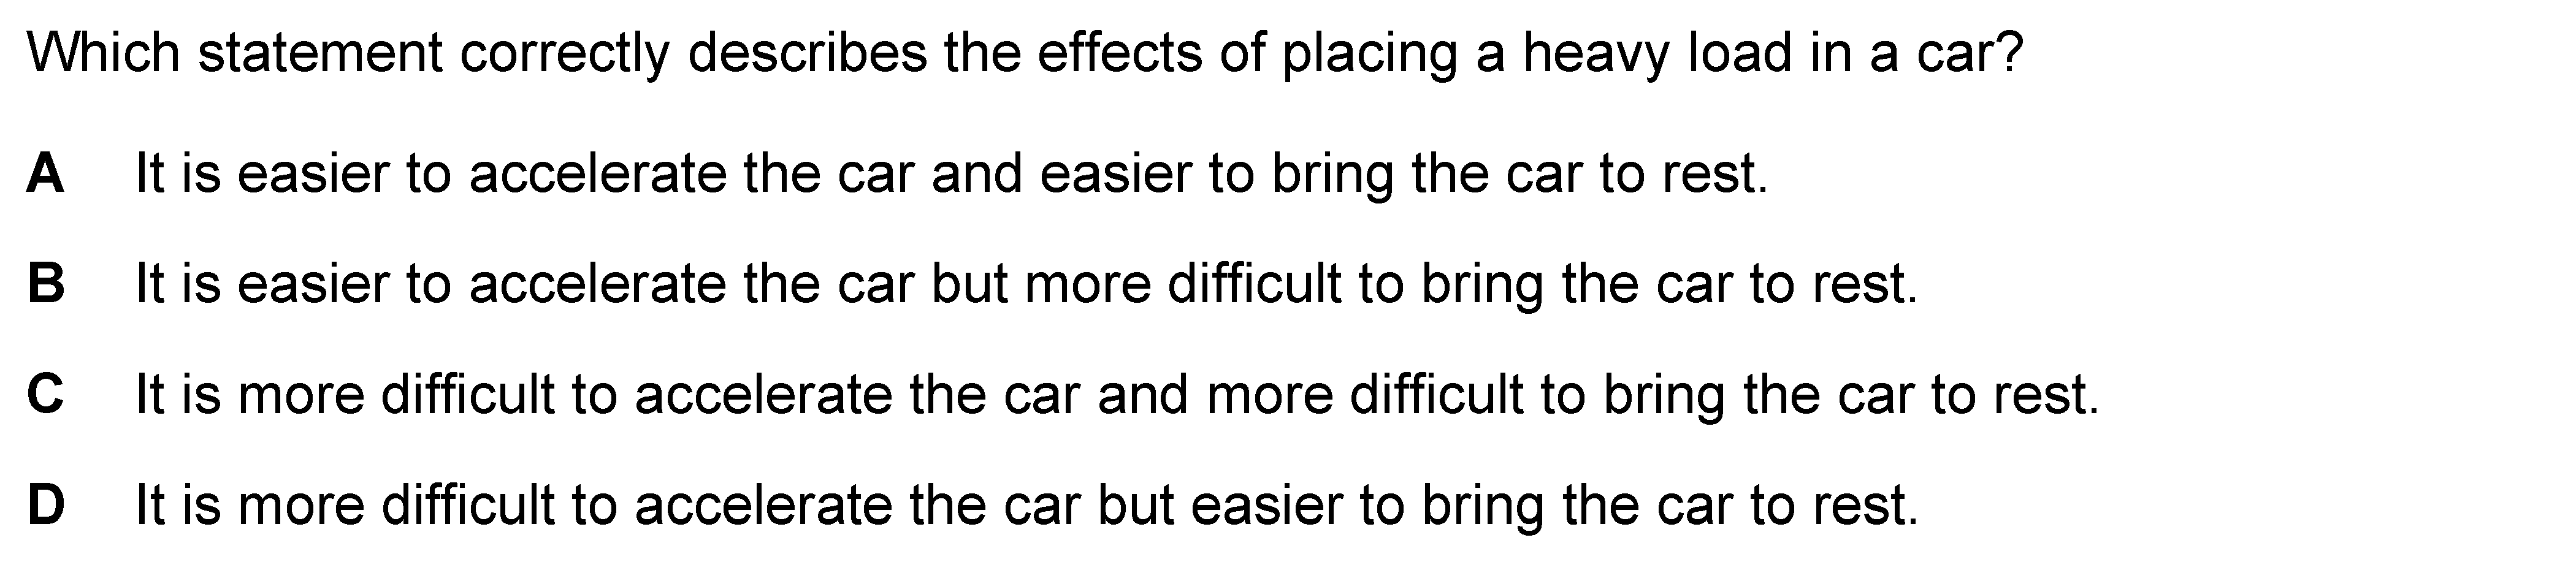 Which statement correctly describes the effects of placing a heavy load in a car?
A It is easier to accelerate the car and easier to bring the car to rest.
B It is easier to accelerate the car but more difficult to bring the car to rest.
C It is more difficult to accelerate the car and more difficult to bring the car to rest.
D It is more difficult to accelerate the car but easier to bring the car to rest.